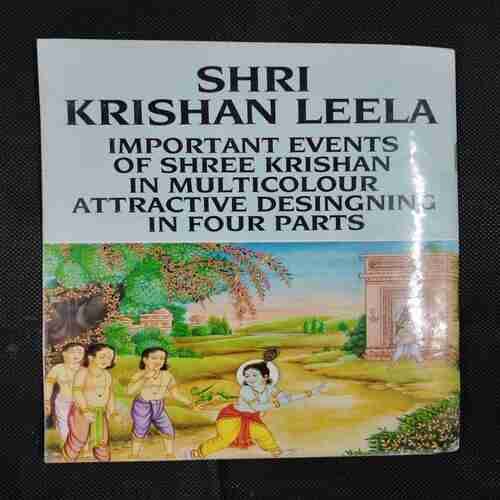 SHRI
KRISHAN LEELA
IMPORTANT EVENTS
OF SHREE KRISHAN
IN MULTICOLOUR
ATTRACTIVE DESINGNING
IN FOUR PARTS